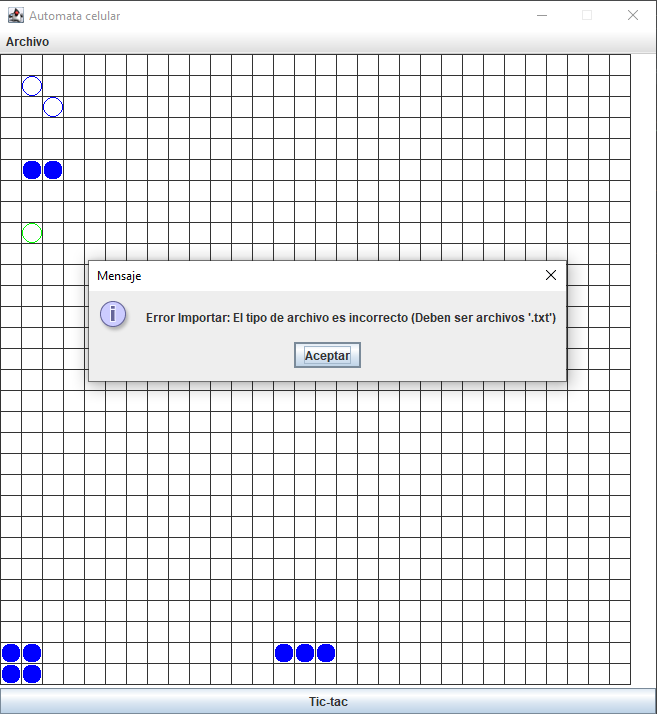 Automata celular
Archivo
Mensaje
Error Importar: El tipo de archivo es incorrecto (Deben ser archivos '.txt')
Aceptar
Tic-tac